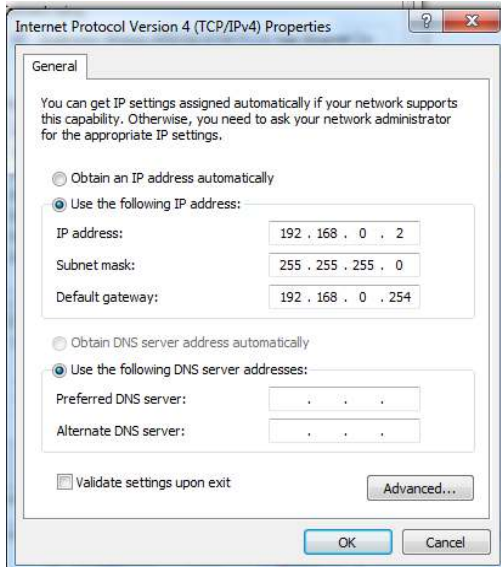 Internet Protocol Version 4 (TCP/IPv4) Properties
General
You can get IP settings assigned automatically if your network supports
this capability. Otherwise, you need to ask your network administrator
for the appropriate IP settings.
Obtain an IP address automatically
Use the following IP address:
IP address: 192 . 168 . 0 . 2
Subnet mask: 255 . 255 . 255 . 0
Default gateway: 192 . 168 . 0 . 254
Obtain DNS server address automatically
Use the following DNS server addresses:
Preferred DNS server: . . .
Alternate DNS server: . . .
Validate settings upon exit
Advanced...
OK Cancel